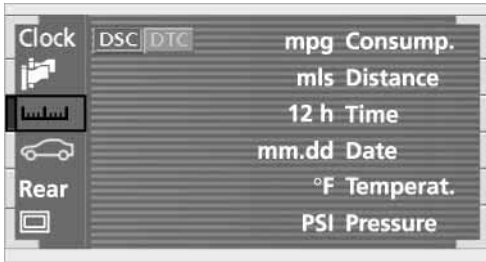 Clock DSC DTC mpg Consump.
mls Distance
12 h Time
mm.dd Date
Rear °F Temperat.
PSI Pressure